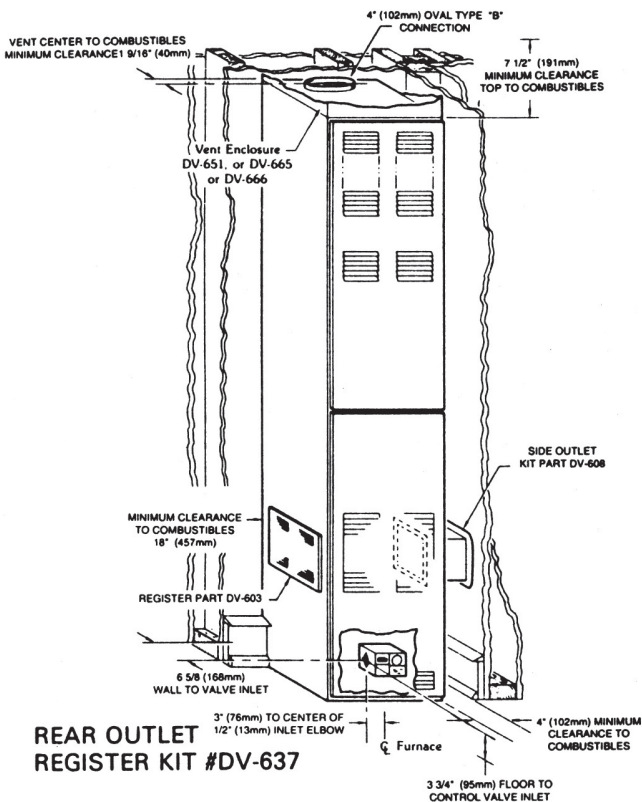 4" (102mm) OVAL TYPE "B"
CONNECTION
VENT CENTER TO COMBUSTIBLES
MINIMUM CLEARANCE1 9/16" (40mm)
7 1/2" (191mm)
MINIMUM CLEARANCE
TOP TO COMBUSTIBLES
Vent Enclosure
DV-651, or DV-665
or DV-666
SIDE OUTLET
KIT PART DV-608
MINIMUM CLEARANCE
TO COMBUSTIBLES
18" (457mm)
REGISTER PART DV-603
6 5/8 (168mm)
WALL TO VALVE INLET
3" (76mm) TO CENTER OF
1/2" (13mm) INLET ELBOW
℄ Furnace
4" (102mm) MINIMUM
CLEARANCE TO
COMBUSTIBLES
3 3/4" (95mm) FLOOR TO
CONTROL VALVE INLET
REAR OUTLET
REGISTER KIT #DV-637